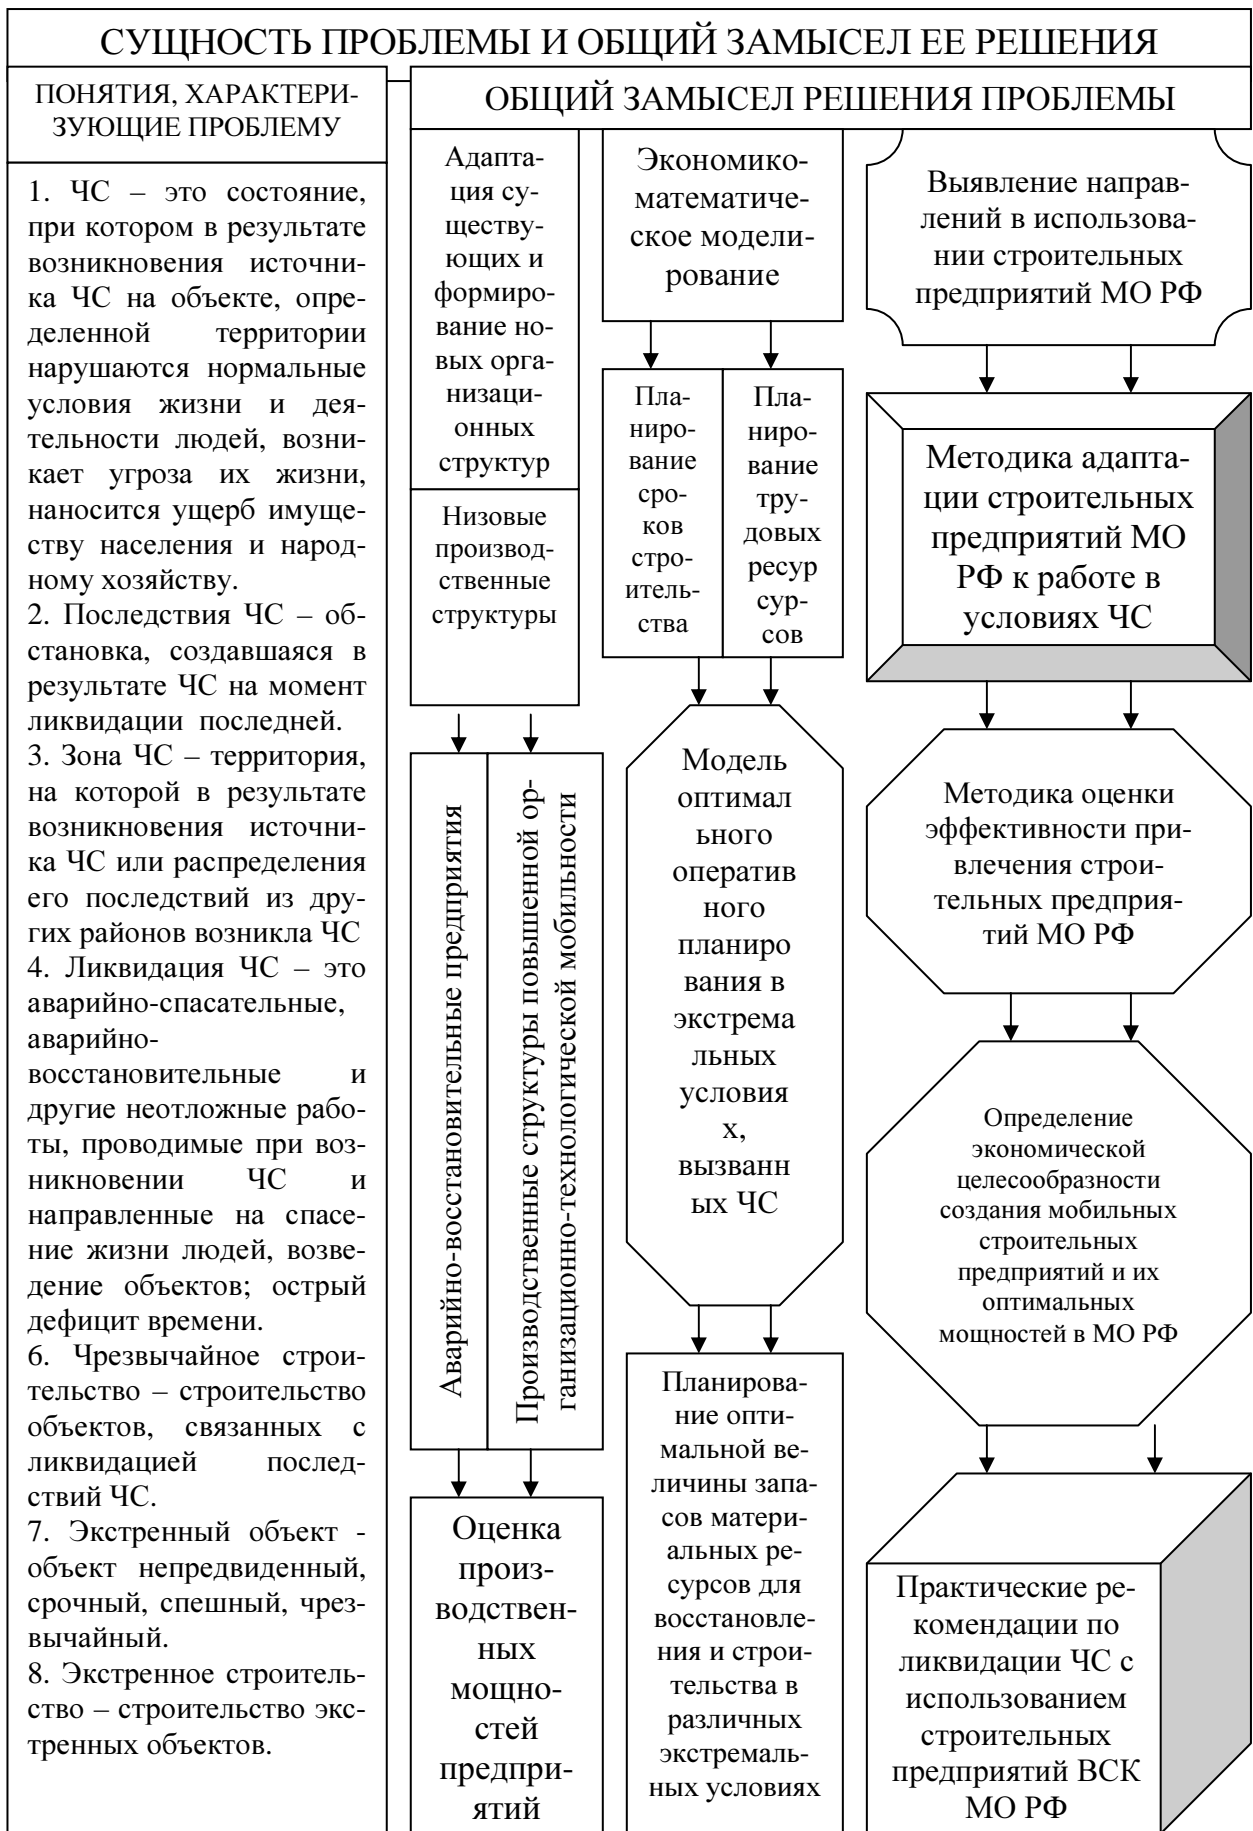 СУЩНОСТЬ ПРОБЛЕМЫ И ОБЩИЙ ЗАМЫСЕЛ ЕЕ РЕШЕНИЯ
ПОНЯТИЯ, ХАРАКТЕРИ-
ЗУЮЩИЕ ПРОБЛЕМУ
1. ЧС – это состояние,
при котором в результате
возникновения источни-
ка ЧС на объекте, опре-
деленной территории
нарушаются нормальные
условия жизни и дея-
тельности людей, возни-
кает угроза их жизни,
наносится ущерб имуще-
ству населения и народ-
ному хозяйству.
2. Последствия ЧС – об-
становка, создавшаяся в
результате ЧС на момент
ликвидации последней.
3. Зона ЧС – территория,
на которой в результате
возникновения источни-
ка ЧС или распределения
его последствий из дру-
гих районов возникла ЧС
4. Ликвидация ЧС – это
аварийно-спасательные,
аварийно-
восстановительные и
другие неотложные рабо-
ты, проводимые при воз-
никновении ЧС и
направленные на спасе-
ние жизни людей, возве-
дение объектов; острый
дефицит времени.
6. Чрезвычайное строи-
тельство – строительство
объектов, связанных с
ликвидацией послед-
ствий ЧС.
7. Экстренный объект -
объект непредвиденный,
срочный, спешный, чрез-
вычайный.
8. Экстренное строитель-
ство – строительство экс-
тренных объектов.
ОБЩИЙ ЗАМЫСЕЛ РЕШЕНИЯ ПРОБЛЕМЫ
Адапта-
ция су-
ществу-
ющих и
формиро-
вание но-
вых орга-
низаци-
онных
структур
Низовые
производ-
ственные
структуры
Аварийно-восстановительные предприятия
Производственные структуры повышенной ор-
ганизационно-технологической мобильности
Оценка
произ-
водствен-
ных
мощно-
стей
предпри-
ятий
Экономико-
математиче-
ское модели-
рование
Пла-
ниро-
вание
сро-
ков
стро-
итель-
ства
Пла-
ниро-
вание
тру-
довых
ресур
сур-
сов
Модель
оптимал
ьного
оператив
ного
планиро
вания в
экстрема
льных
условия
х,
вызванн
ых ЧС
Планирова-
ние опти-
мальной ве-
личины запа-
сов матери-
альных ре-
сурсов для
восстановле-
ния и строи-
тельства в
различных
экстремаль-
ных условиях
Выявление направ-
лений в использова-
нии строительных
предприятий МО РФ
Методика адапта-
ции строительных
предприятий МО
РФ к работе в
условиях ЧС
Методика оценки
эффективности при-
влечения строи-
тельных предприя-
тий МО РФ
Определение
экономической
целесообразности
создания мобильных
строительных
предприятий и их
оптимальных
мощностей в МО РФ
Практические ре-
комендации по
ликвидации ЧС с
использованием
строительных
предприятий ВСК
МО РФ